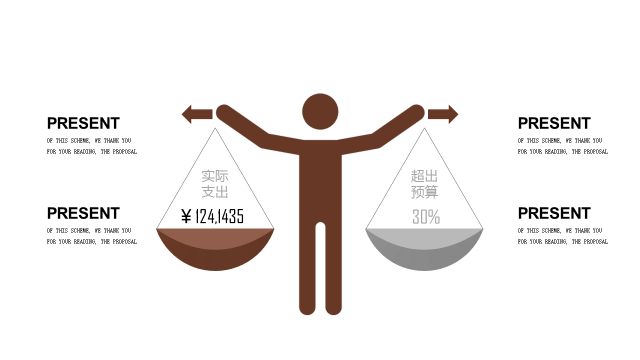 PRESENT
OF THIS SCHEME, WE THANK YOU
FOR YOUR READING, THE PROPOSAL
PRESENT
OF THIS SCHEME, WE THANK YOU
FOR YOUR READING, THE PROPOSAL
实际
支出
¥124,1435
超出
预算
30%
PRESENT
OF THIS SCHEME, WE THANK YOU
FOR YOUR READING, THE PROPOSAL
PRESENT
OF THIS SCHEME, WE THANK YOU
FOR YOUR READING, THE PROPOSAL